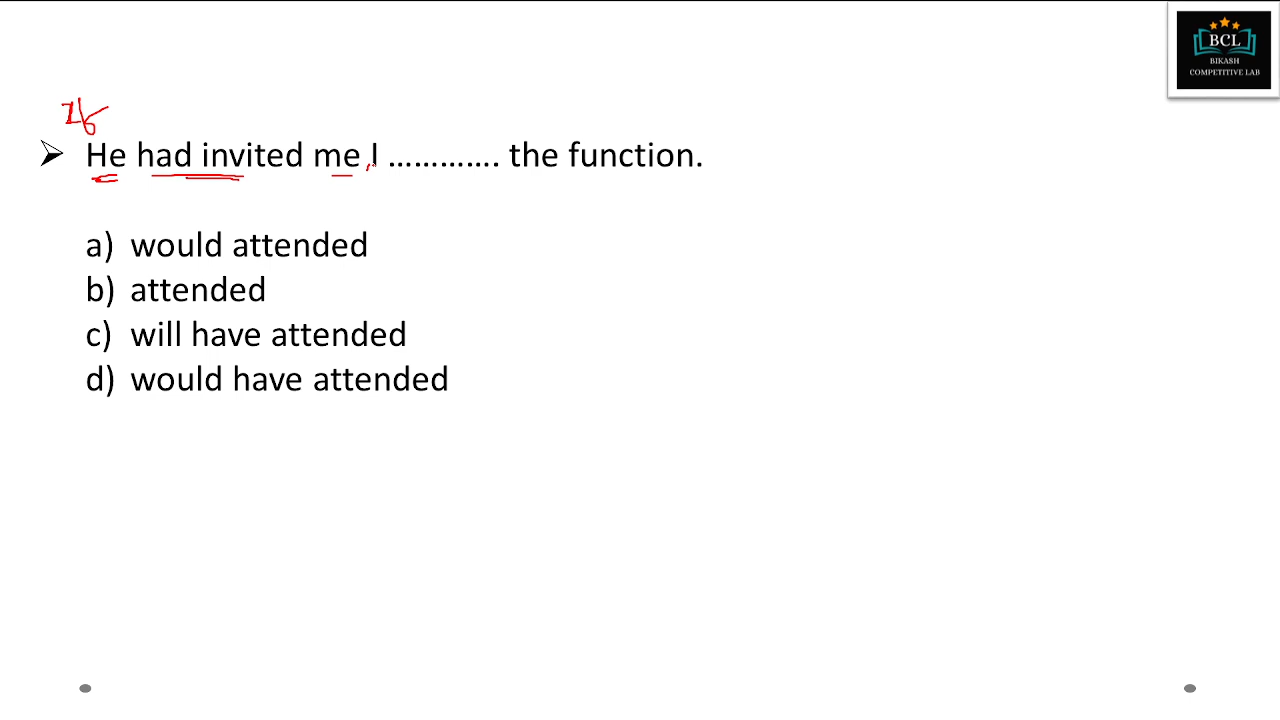 BCL
BIKASH
COMPETITIVE LAB
If
➢ He had invited me, I ............. the function.
a) would attended
b) attended
c) will have attended
d) would have attended